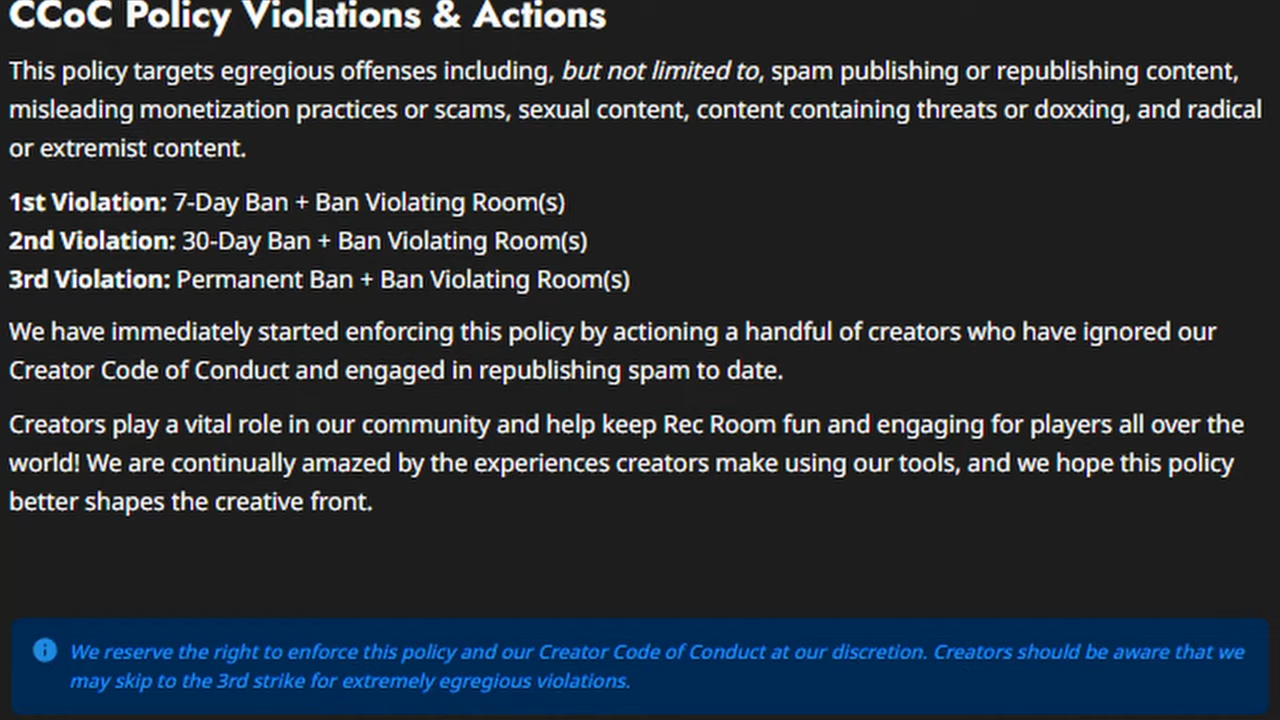 CCoC Policy Violations & Actions
This policy targets egregious offenses including, but not limited to, spam publishing or republishing content,
misleading monetization practices or scams, sexual content, content containing threats or doxxing, and radical
or extremist content.
1st Violation: 7-Day Ban + Ban Violating Room(s)
2nd Violation: 30-Day Ban + Ban Violating Room(s)
3rd Violation: Permanent Ban + Ban Violating Room(s)
We have immediately started enforcing this policy by actioning a handful of creators who have ignored our
Creator Code of Conduct and engaged in republishing spam to date.
Creators play a vital role in our community and help keep Rec Room fun and engaging for players all over the
world! We are continually amazed by the experiences creators make using our tools, and we hope this policy
better shapes the creative front.
We reserve the right to enforce this policy and our Creator Code of Conduct at our discretion. Creators should be aware that we
may skip to the 3rd strike for extremely egregious violations.